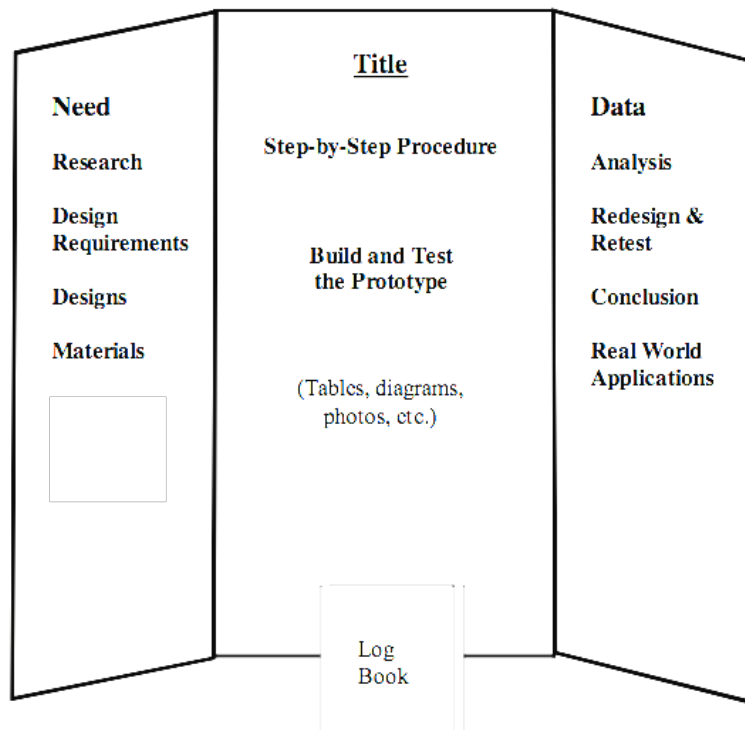 Need
Research
Design
Requirements
Designs
Materials
Title
Step-by-Step Procedure
Build and Test
the Prototype
(Tables, diagrams,
photos, etc.)
Log
Book
Data
Analysis
Redesign &
Retest
Conclusion
Real World
Applications